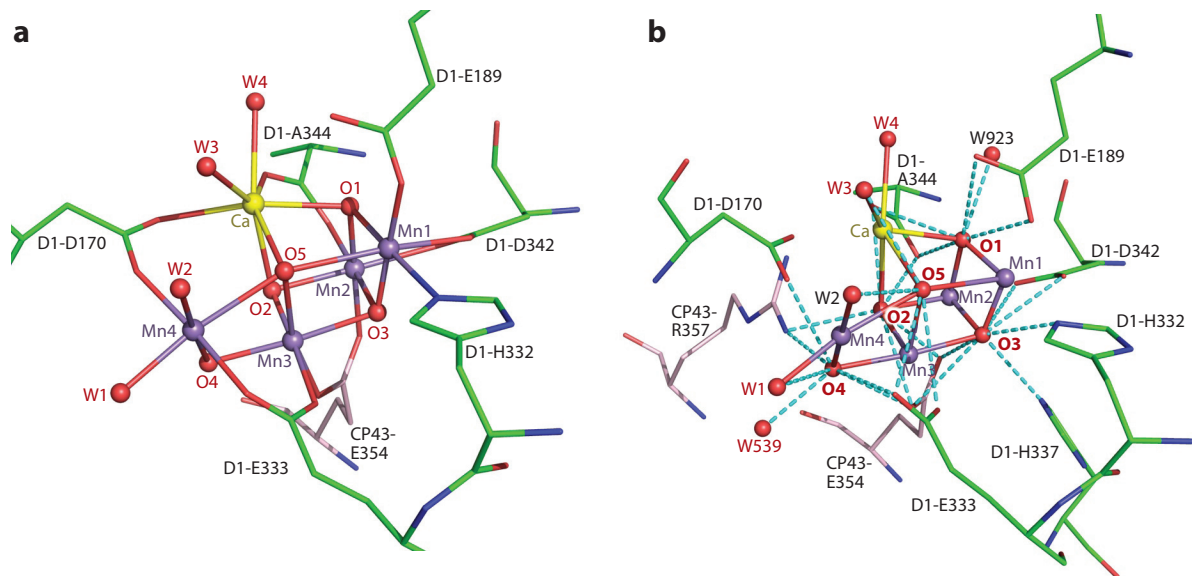 a
W4
D1-E189
W3
D1-A344
O1
Ca
Mn1
D1-D170
O5
D1-D342
W2
Mn2
O2
Mn4
O3
Mn3
D1-H332
O4
W1
CP43-
E354
D1-E333
b
W4
W923
D1-
A344
D1-E189
W3
D1-D170
Ca
O1
D1-D342
O5
Mn1
W2
Mn2
CP43-
R357
O2
Mn4
O3
D1-H332
Mn3
W1
O4
W539
CP43-
E354
D1-H337
D1-E333